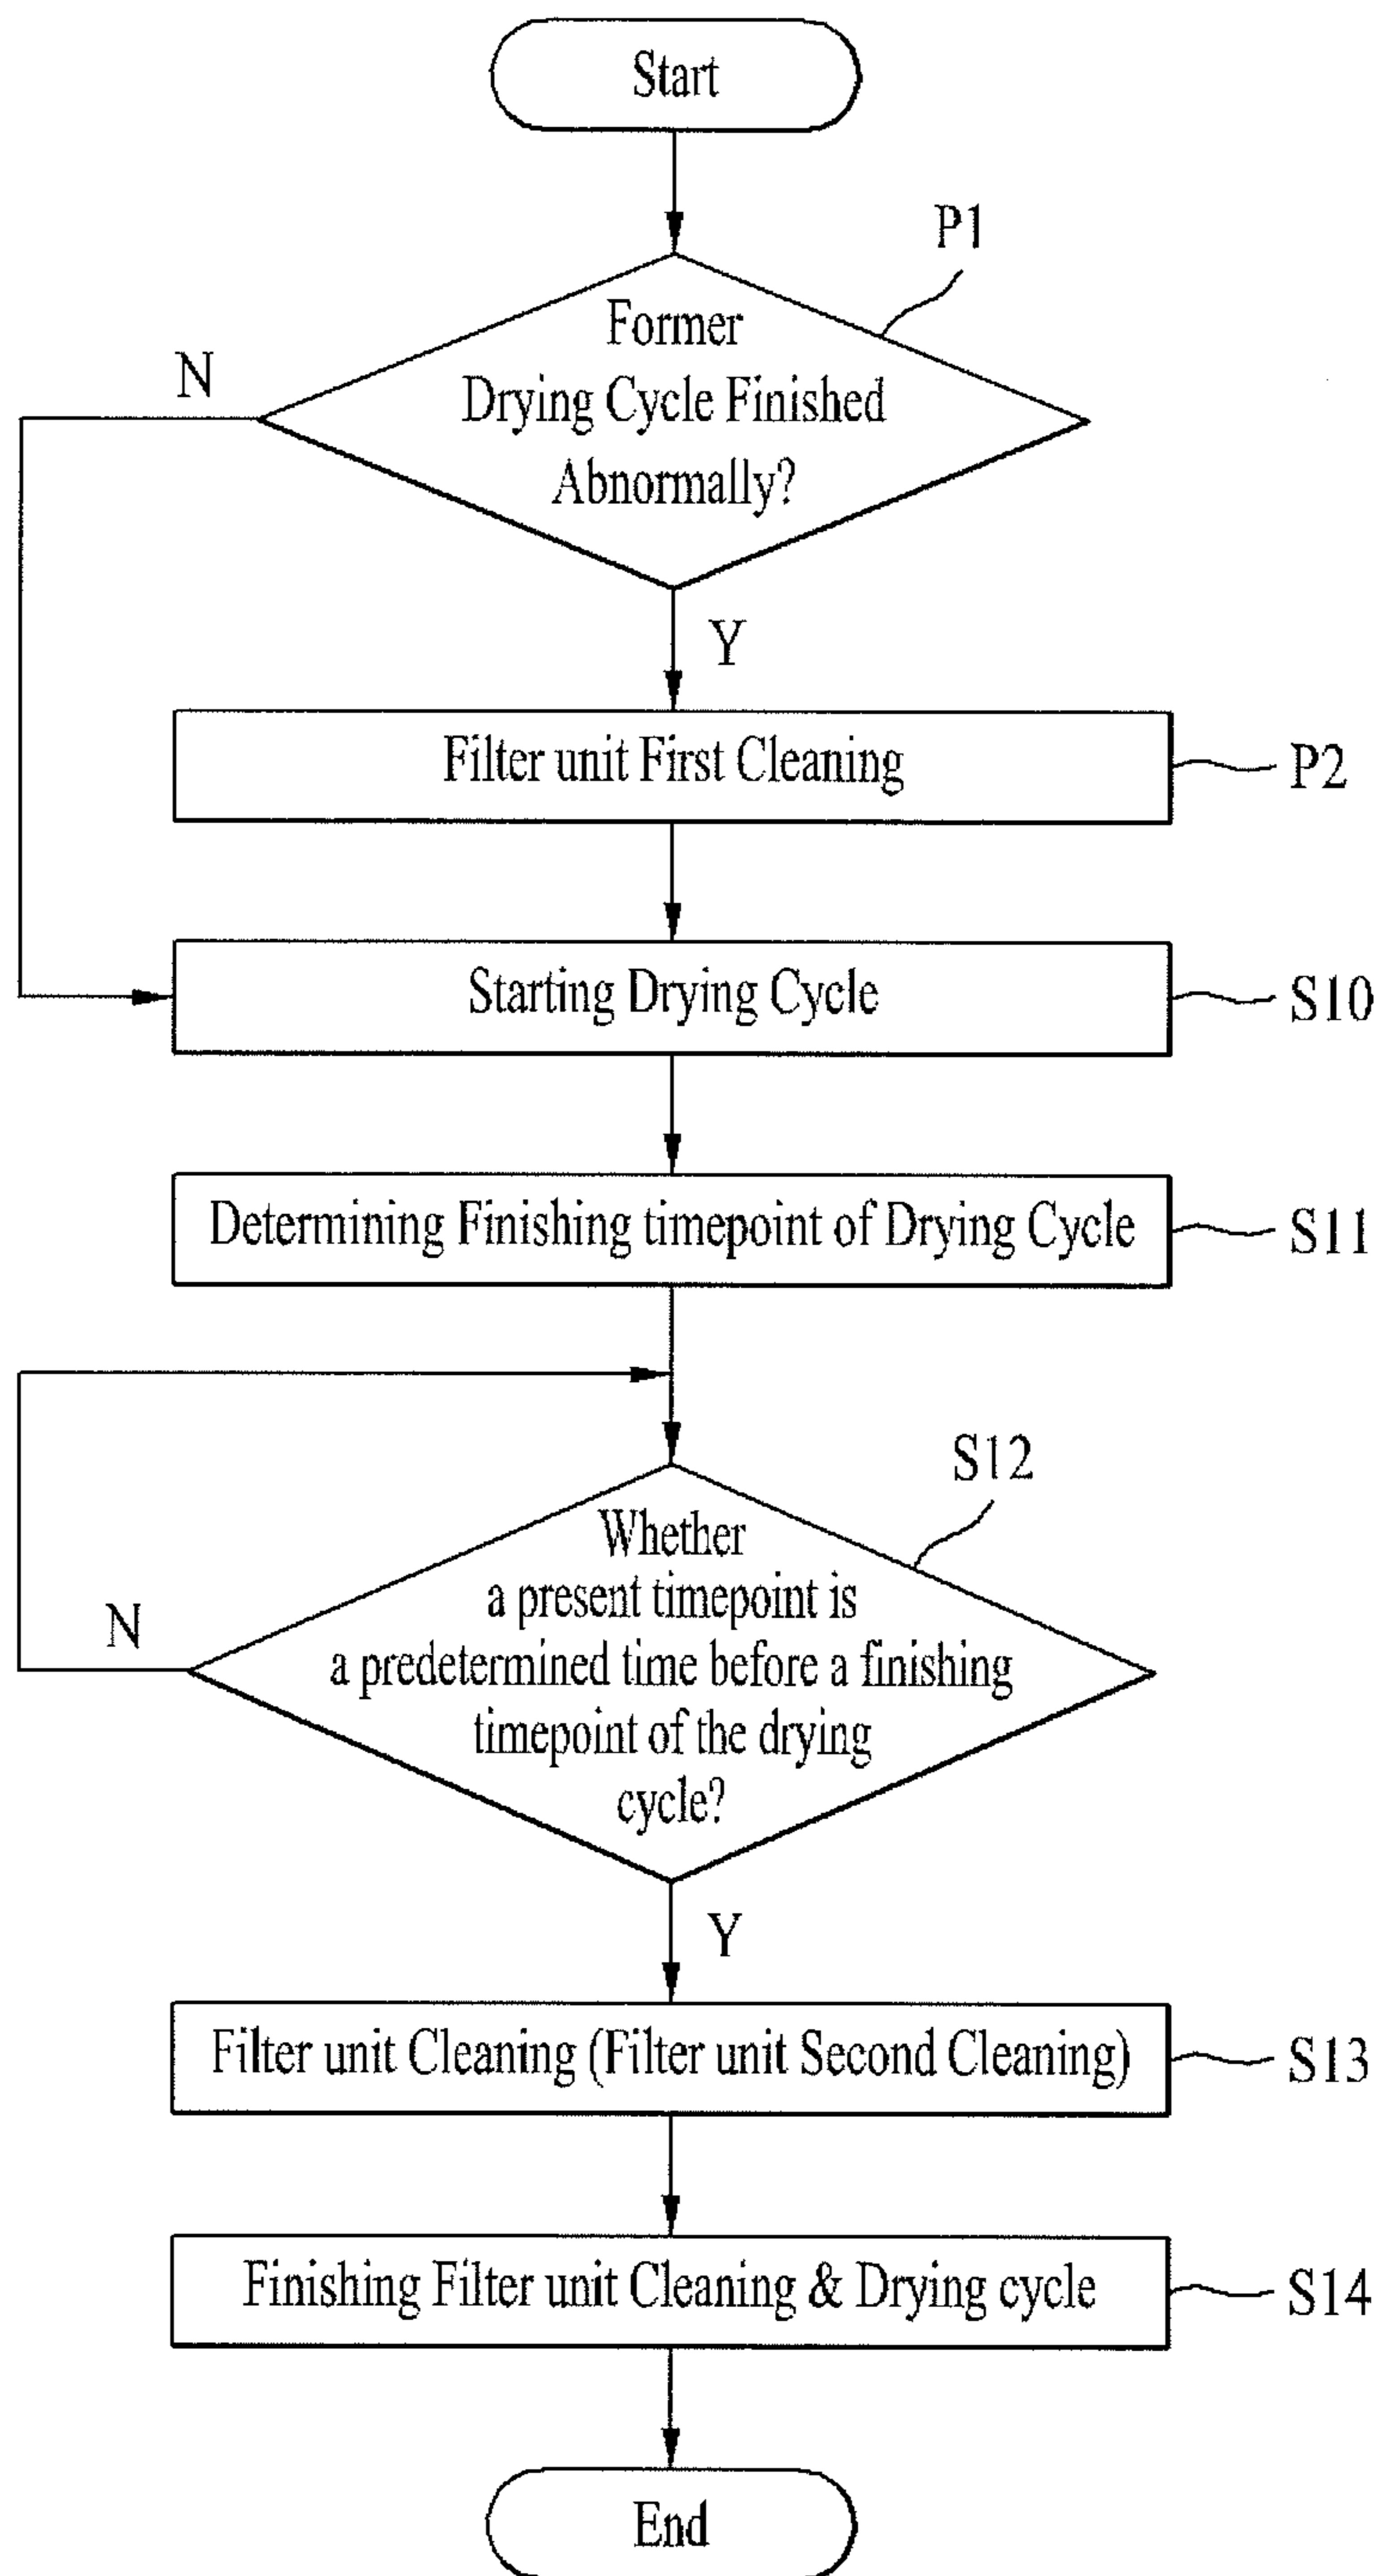 Start
P1
Former
N
Drying Cycle Finished
Abnormally?
Y
Filter unit First Cleaning
P2
Starting Drying Cycle
S10
Determining Finishing timepoint of Drying Cycle
S11
S12
Whether
a present timepoint is
N
a predetermined time before a finishing
timepoint of the drying
cycle?
Y
Filter unit Cleaning (Filter unit Second Cleaning)
S13
Finishing Filter unit Cleaning & Drying cycle
S14
End